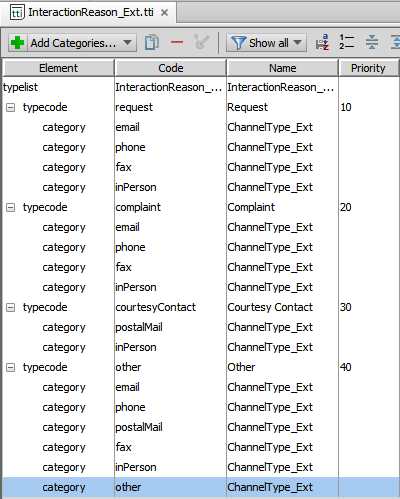 tti InteractionReason_Ext.tti ×
Add Categories... Show all
Element Code Name Priority
typelist InteractionReason_... InteractionReason_...
typecode request Request 10
category email ChannelType_Ext
category phone ChannelType_Ext
category fax ChannelType_Ext
category inPerson ChannelType_Ext
typecode complaint Complaint 20
category email ChannelType_Ext
category phone ChannelType_Ext
category fax ChannelType_Ext
category inPerson ChannelType_Ext
typecode courtesyContact Courtesy Contact 30
category postalMail ChannelType_Ext
category inPerson ChannelType_Ext
typecode other Other 40
category email ChannelType_Ext
category phone ChannelType_Ext
category postalMail ChannelType_Ext
category fax ChannelType_Ext
category inPerson ChannelType_Ext
category other ChannelType_Ext